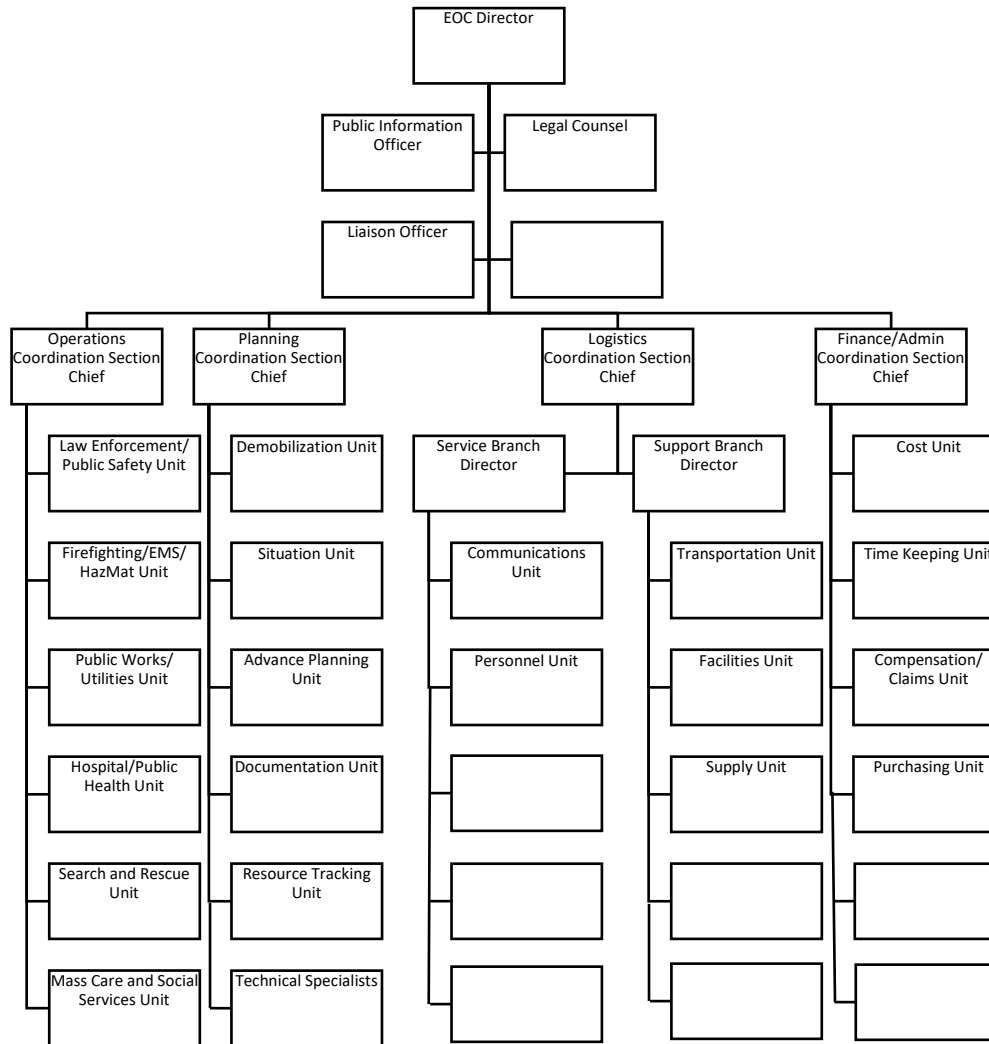 EOC Director
Public Information
Officer
Legal Counsel
Liaison Officer
Operations
Coordination Section
Chief
Planning
Coordination Section
Chief
Logistics
Coordination Section
Chief
Finance/Admin
Coordination Section
Chief
Law Enforcement/
Public Safety Unit
Demobilization Unit
Service Branch
Director
Support Branch
Director
Cost Unit
Firefighting/EMS/
HazMat Unit
Situation Unit
Communications
Unit
Transportation Unit
Time Keeping Unit
Public Works/
Utilities Unit
Advance Planning
Unit
Personnel Unit
Facilities Unit
Compensation/
Claims Unit
Hospital/Public
Health Unit
Documentation Unit
Supply Unit
Purchasing Unit
Search and Rescue
Unit
Resource Tracking
Unit
Mass Care and Social
Services Unit
Technical Specialists